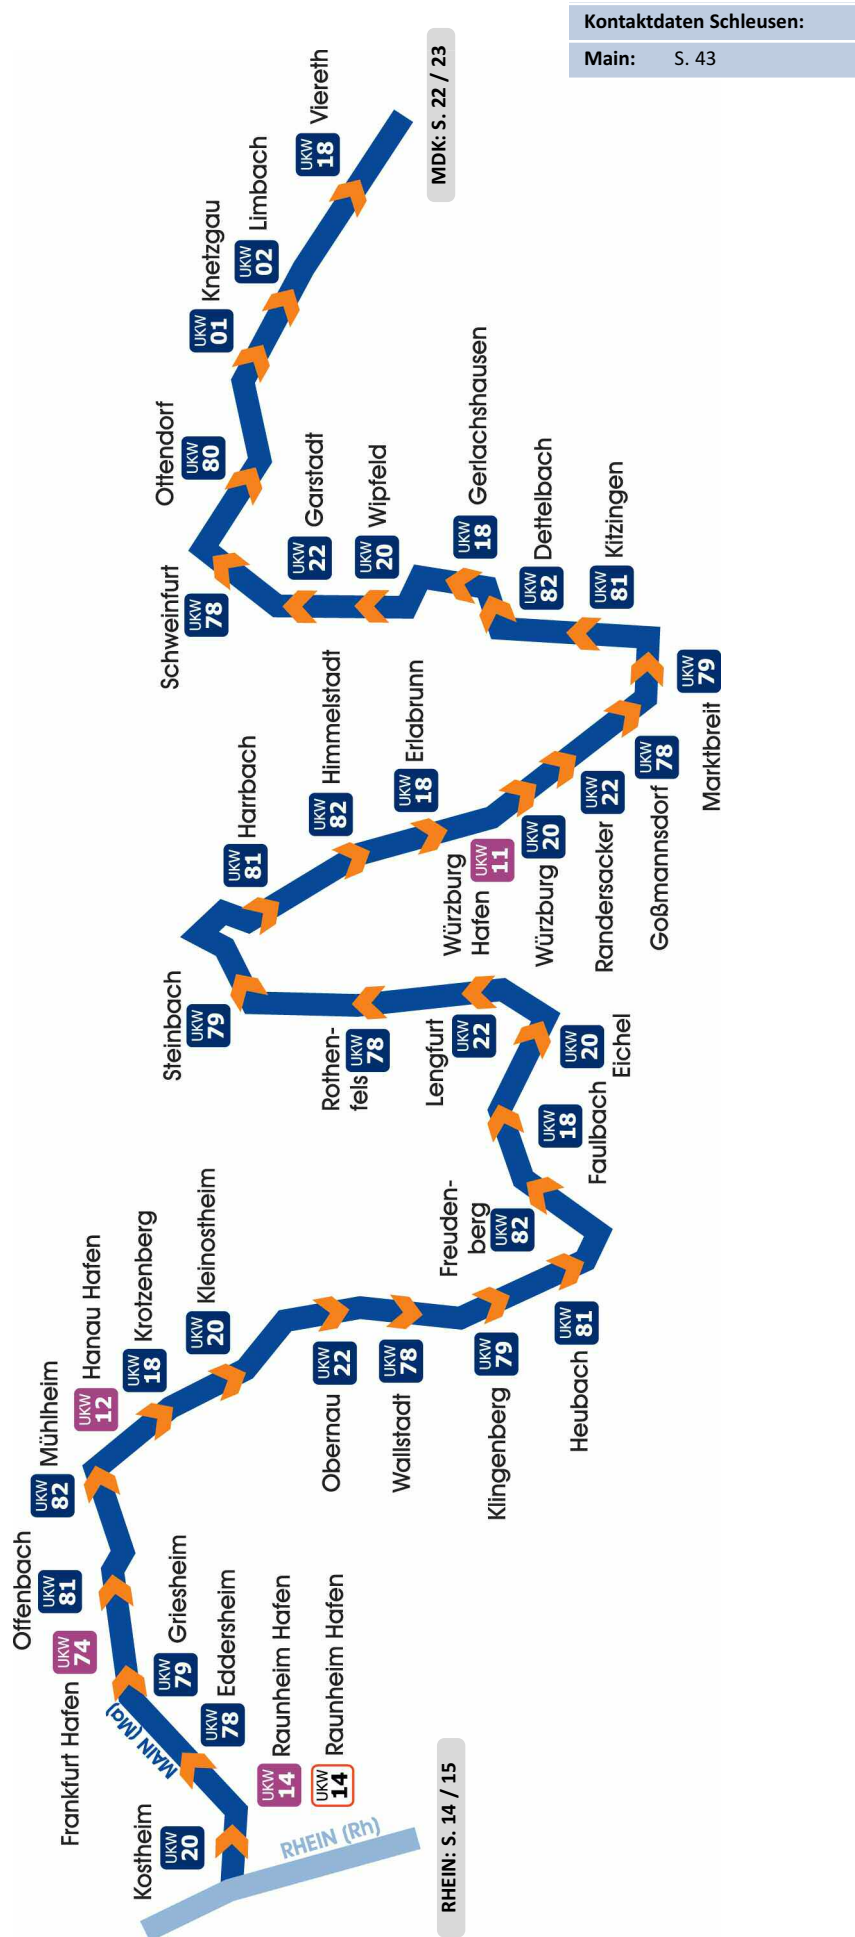 Kontaktdaten Schleusen:
Main: S. 43
MDK: S. 22 / 23
UKW
18
Viereth
UKW
02
Limbach
UKW
01
Knetzgau
UKW
80
Ottendorf
UKW
78
Schweinfurt
UKW
22
Garstadt
UKW
20
Wipfeld
UKW
18
Gerlachshausen
UKW
82
Dettelbach
UKW
81
Kitzingen
UKW
79
Marktbreit
UKW
78
Goßmannsdorf
UKW
22
Randersacker
UKW
20
Würzburg
UKW
11
Würzburg
Hafen
UKW
18
Erlabrunn
UKW
82
Himmelstadt
UKW
81
Harrbach
UKW
79
Steinbach
UKW
78
Rothen-
fels
UKW
22
Lengfurt
UKW
20
Eichel
UKW
18
Faulbach
UKW
82
Freuden-
berg
UKW
81
Heubach
UKW
79
Klingenberg
UKW
78
Wallstadt
UKW
22
Obernau
UKW
20
Kleinostheim
UKW
18
Krotzenberg
UKW
12
Hanau Hafen
UKW
82
Mühlheim
UKW
81
Offenbach
UKW
74
Frankfurt Hafen
UKW
79
Griesheim
UKW
78
Eddersheim
MAIN (Ma)
UKW
14
Raunheim Hafen
UKW
14
Raunheim Hafen
UKW
20
Kostheim
RHEIN (Rh)
RHEIN: S. 14 / 15